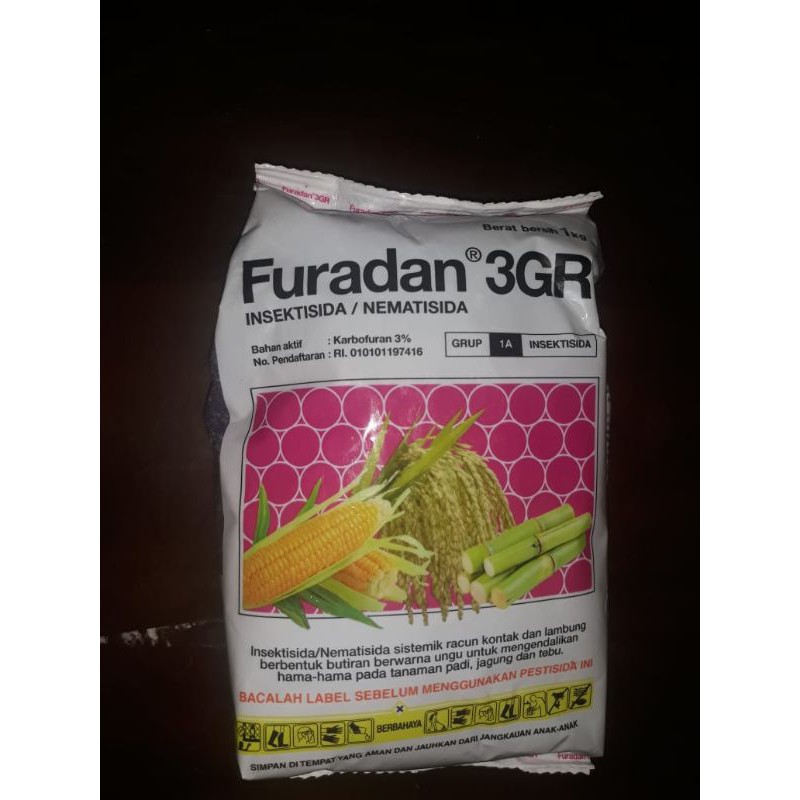 Furadan®3GR
Berat bersih 1 kg
Furadan® 3GR
INSEKTISIDA / NEMATISIDA
Bahan aktif : Karbofuran 3%
No. Pendaftaran : RI. 010101197416
GRUP 1A INSEKTISIDA
Insektisida/Nematisida sistemik racun kontak dan lambung
berbentuk butiran berwarna ungu untuk mengendalikan
hama-hama pada tanaman padi, jagung dan tebu.
BACALAH LABEL SEBELUM MENGGUNAKAN PESTISIDA INI
BERBAHAYA
SIMPAN DI TEMPAT YANG AMAN DAN JAUHKAN DARI JANGKAUAN ANAK-ANAK